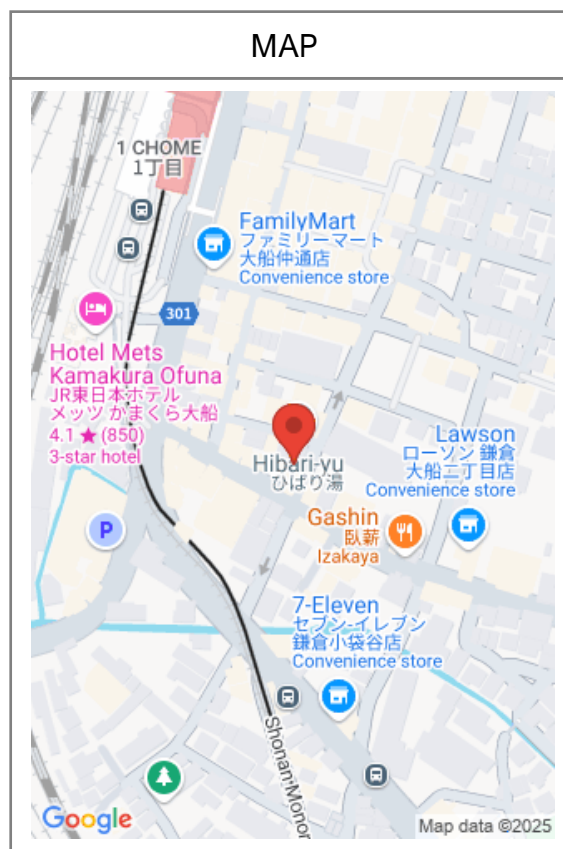 MAP
1 CHOME
1丁目
FamilyMart
ファミリーマート
大船仲通店
Convenience store
301
Hotel Mets
Kamakura Ofuna
JR東日本ホテル
メッツ かまくら大船
4.1 ★ (850)
3-star hotel
Hibari-yu
ひばり湯
Lawson
ローソン 鎌倉
大船二丁目店
Convenience store
Gashin
臥薪
Izakaya
P
7-Eleven
セブン-イレブン
鎌倉小袋谷店
Convenience store
Shonan Monor
Google
Map data ©2025